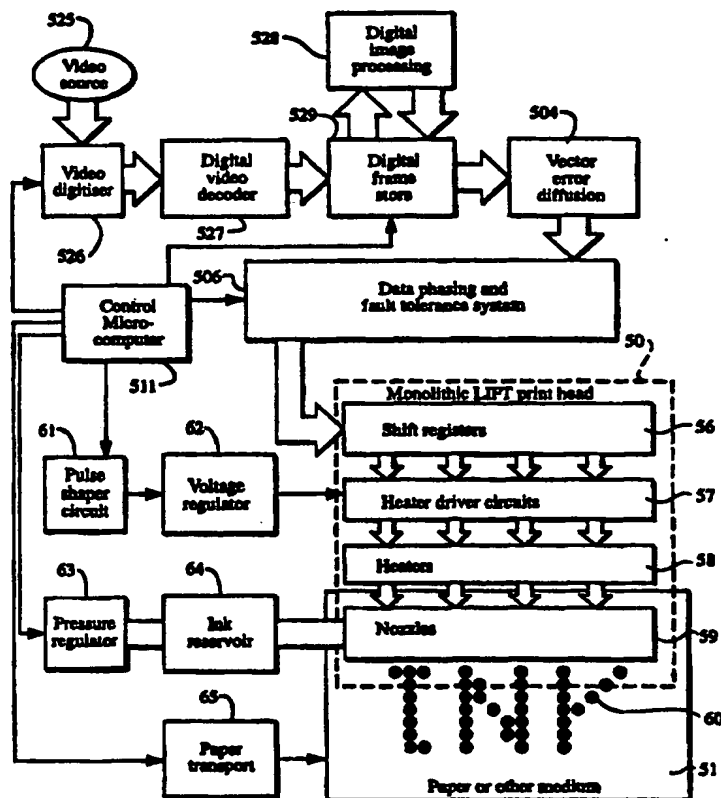 525
Video
source
528
Digital
image
processing
529
504
Video
digitiser
Digital
video
decoder
Digital
frame
store
Vector
error
diffusion
526
527
506
Control
Micro-
computer
Data phasing and
fault tolerance system
511
50
Monolithic LIFT print head
Shift registers
56
61
Pulse
shaper
circuit
62
Voltage
regulator
Heater driver circuits
57
Heaters
58
63
Pressure
regulator
64
Ink
reservoir
Nozzles
59
65
Paper
transport
60
Paper or other medium
51